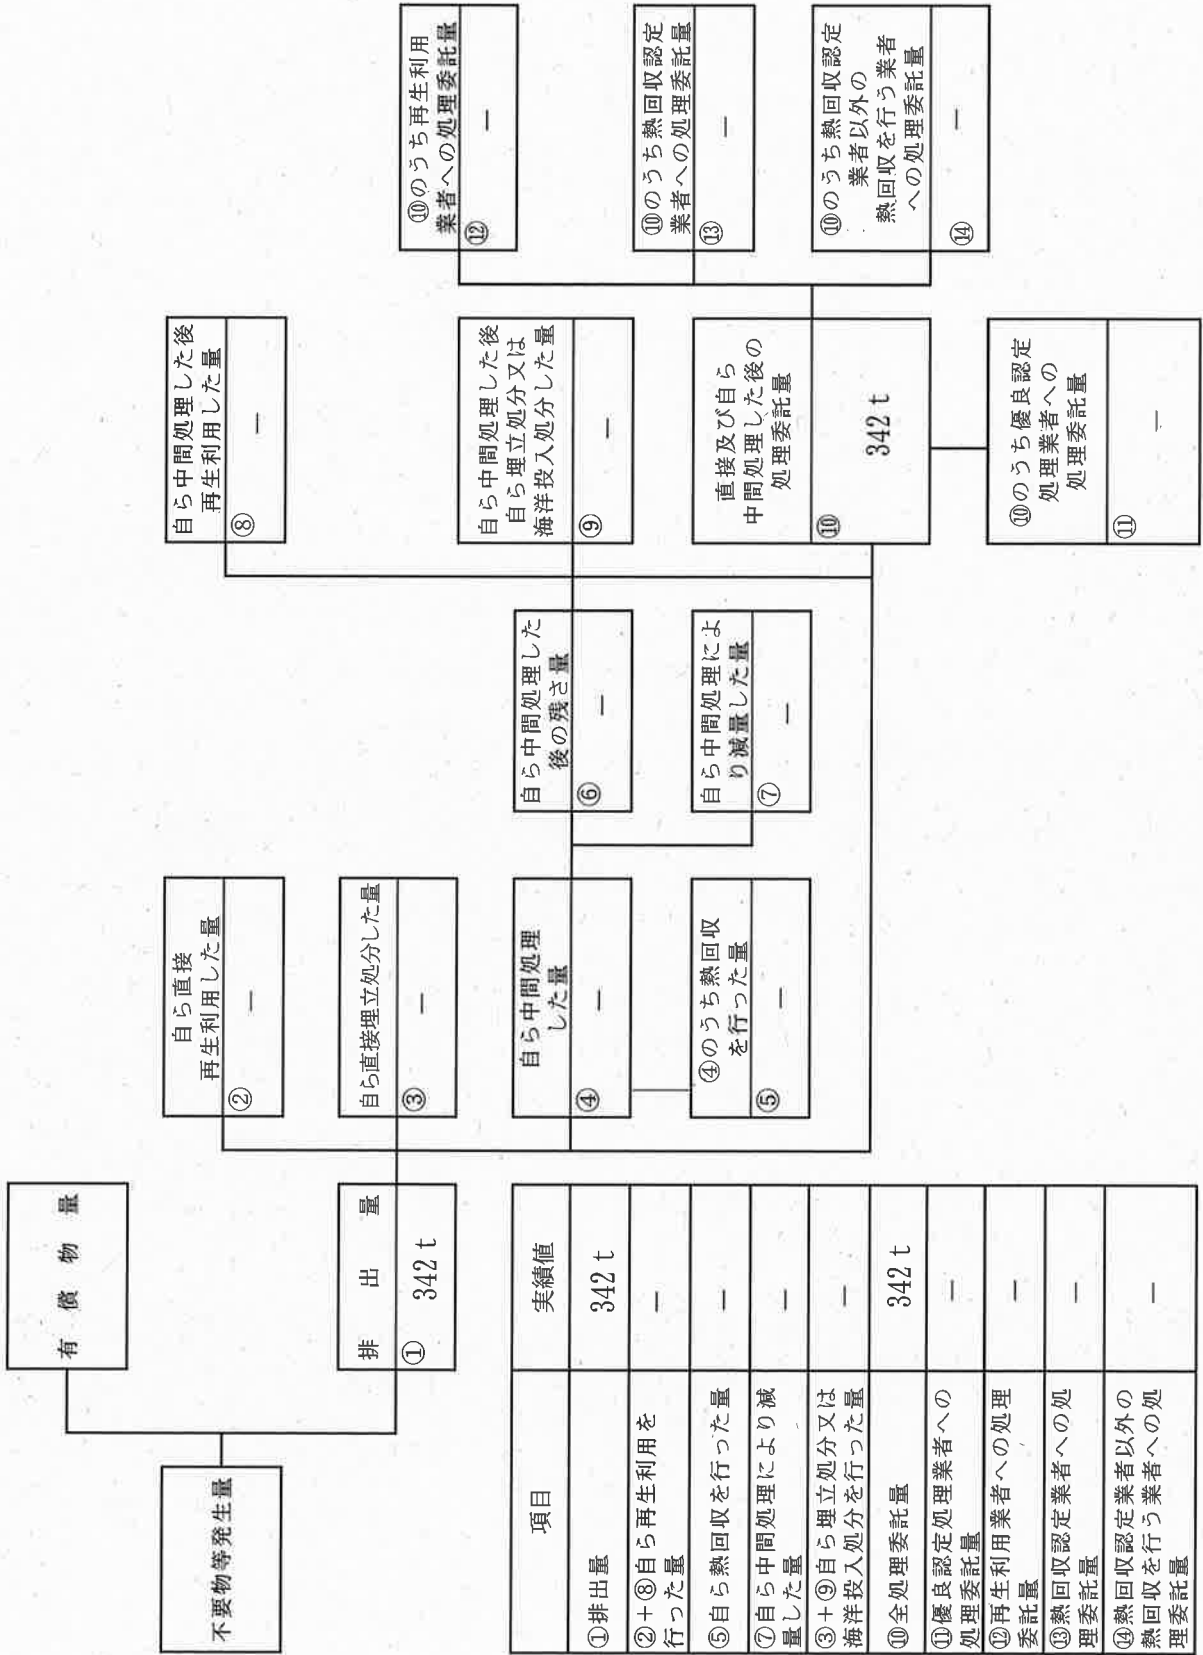 不要物等発生量
有償物量
排出量
①
342 t
自ら直接
再生利用した量
②
－
自ら直接埋立処分した量
③
－
自ら中間処理
した量
④
－
④のうち熱回収
を行った量
⑤
－
自ら中間処理した
後の残さ量
⑥
－
自ら中間処理によ
り減量した量
⑦
－
自ら中間処理した後
再生利用した量
⑧
－
自ら中間処理した後
自ら埋立処分又は
海洋投入処分した量
⑨
－
直接及び自ら
中間処理した後の
処理委託量
⑩
342 t
⑩のうち優良認定
処理業者への
処理委託量
⑪
－
⑩のうち再生利用
業者への処理委託量
⑫
－
⑩のうち熱回収認定
業者への処理委託量
⑬
－
⑩のうち熱回収認定
業者以外の
熱回収を行う業者
への処理委託量
⑭
－
項目 実績値
①排出量 342 t
②＋⑧自ら再生利用を
行った量 －
⑤自ら熱回収を行った量 －
⑦自ら中間処理により減
量した量 －
③＋⑨自ら埋立処分又は
海洋投入処分を行った量 －
⑩全処理委託量 342 t
⑪優良認定処理業者への
処理委託量 －
⑫再生利用業者への処理
委託量 －
⑬熱回収認定業者への処
理委託量 －
⑭熱回収認定業者以外の
熱回収を行う業者への処
理委託量 －